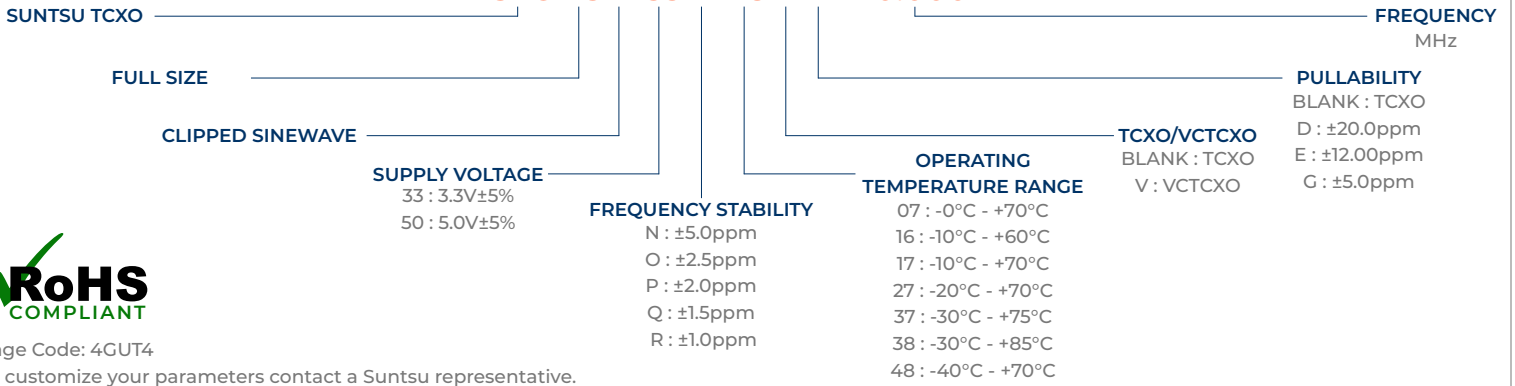 SUNTSU TCXO
FREQUENCY
MHz
FULL SIZE
PULLABILITY
BLANK : TCXO
D : ±20.0ppm
E : ±12.00ppm
G : ±5.0ppm
CLIPPED SINEWAVE
TCXO/VCTCXO
BLANK : TCXO
V : VCTCXO
SUPPLY VOLTAGE
33 : 3.3V±5%
50 : 5.0V±5%
OPERATING
TEMPERATURE RANGE
07 : -0°C - +70°C
16 : -10°C - +60°C
17 : -10°C - +70°C
27 : -20°C - +70°C
37 : -30°C - +75°C
38 : -30°C - +85°C
48 : -40°C - +70°C
FREQUENCY STABILITY
N : ±5.0ppm
O : ±2.5ppm
P : ±2.0ppm
Q : ±1.5ppm
R : ±1.0ppm
RoHS
COMPLIANT
Code: 4GUT4
customize your parameters contact a Suntsu representative.